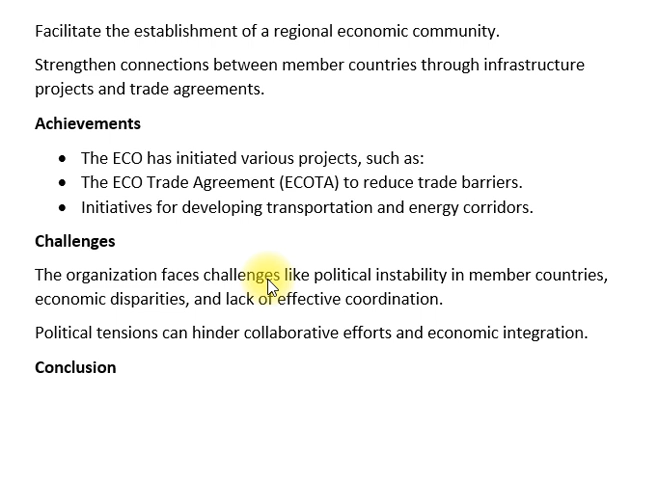 Facilitate the establishment of a regional economic community.
Strengthen connections between member countries through infrastructure
projects and trade agreements.
Achievements
• The ECO has initiated various projects, such as:
• The ECO Trade Agreement (ECOTA) to reduce trade barriers.
• Initiatives for developing transportation and energy corridors.
Challenges
The organization faces challenges like political instability in member countries,
economic disparities, and lack of effective coordination.
Political tensions can hinder collaborative efforts and economic integration.
Conclusion